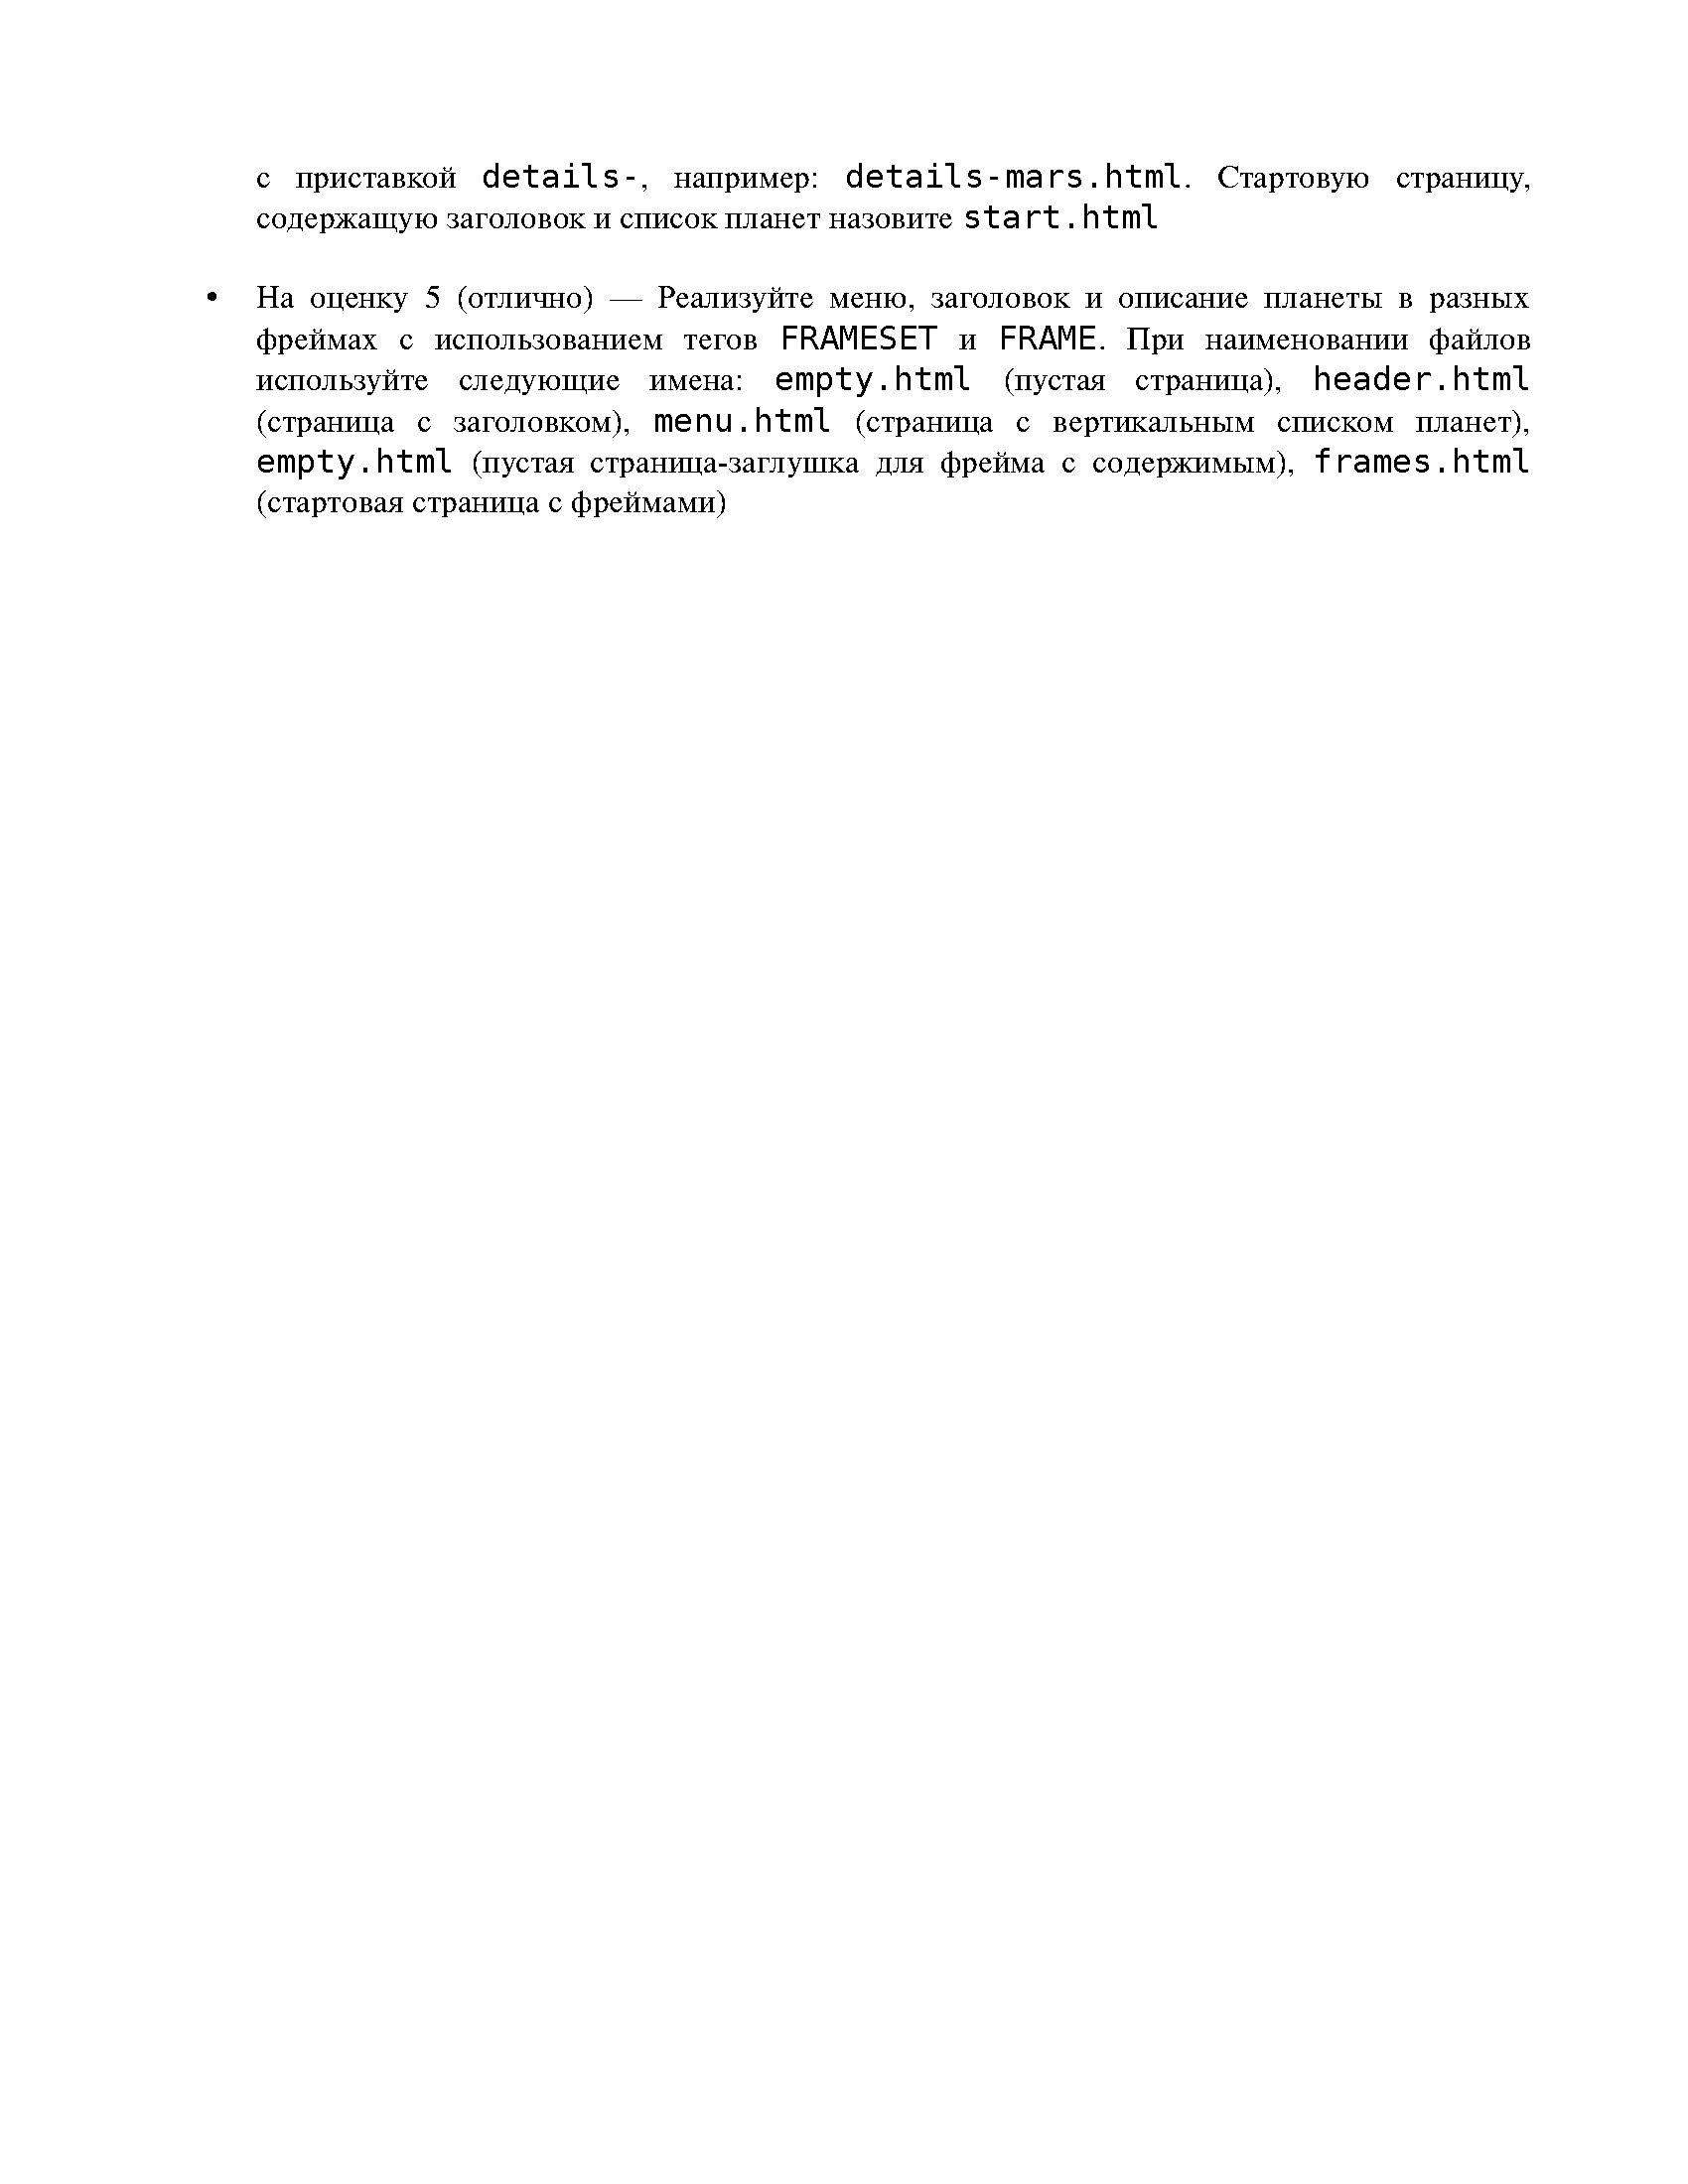 с приставкой details-, например: details-mars.html. Стартовую страницу,
содержащую заголовок и список планет назовите start.html
• На оценку 5 (отлично) — Реализуйте меню, заголовок и описание планеты в разных
фреймах с использованием тегов FRAMESET и FRAME. При наименовании файлов
используйте следующие имена: empty.html (пустая страница), header.html
(страница с заголовком), menu.html (страница с вертикальным списком планет),
empty.html (пустая страница-заглушка для фрейма с содержимым), frames.html
(стартовая страница с фреймами)